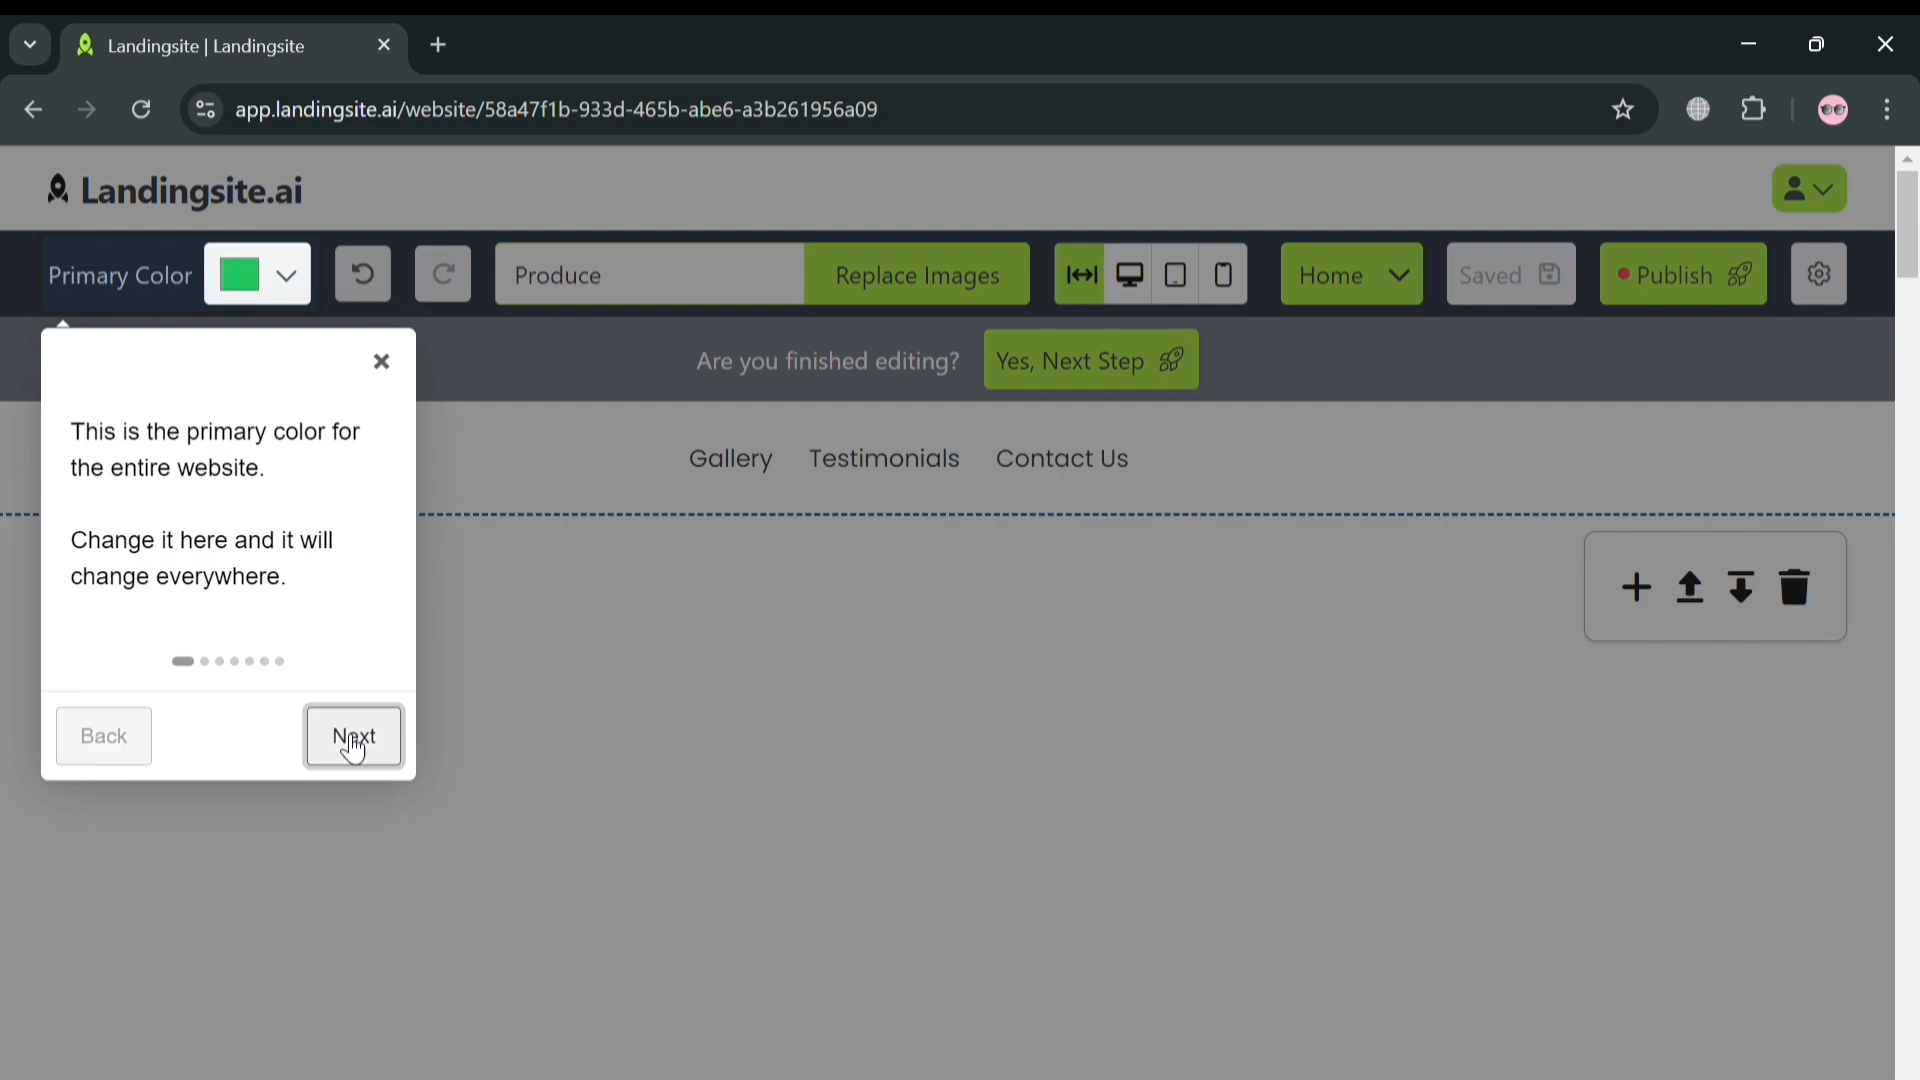 Landingsite | Landingsite
app.landingsite.ai/website/58a47f1b-933d-465b-abe6-a3b261956a09
Landingsite.ai
Primary Color
Produce
Replace Images
Home
Saved
Publish
Are you finished editing?
Yes, Next Step
Gallery
Testimonials
Contact Us
This is the primary color for
the entire website.
Change it here and it will
change everywhere.
Back
Next